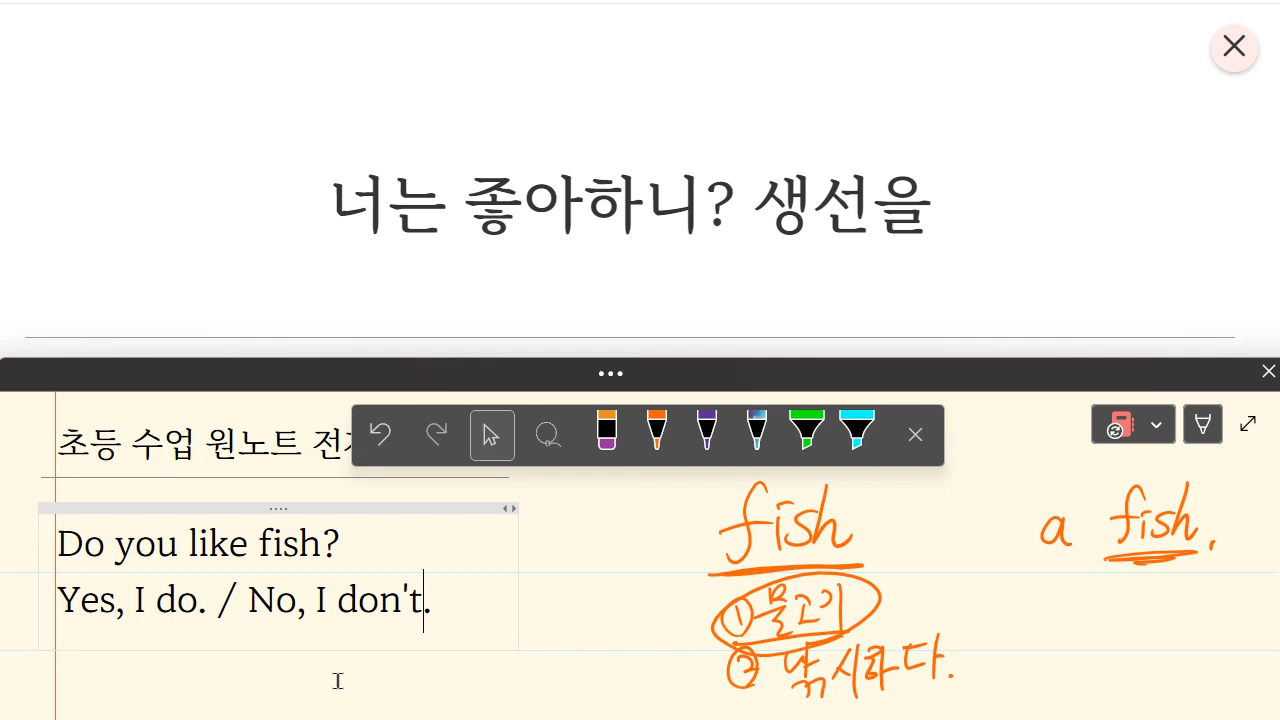 너는 좋아하니? 생선을
초등 수업 원노트 전
Do you like fish?
Yes, I do. / No, I don't.
fish
① 물고기
② 낚시하다.
a fish.